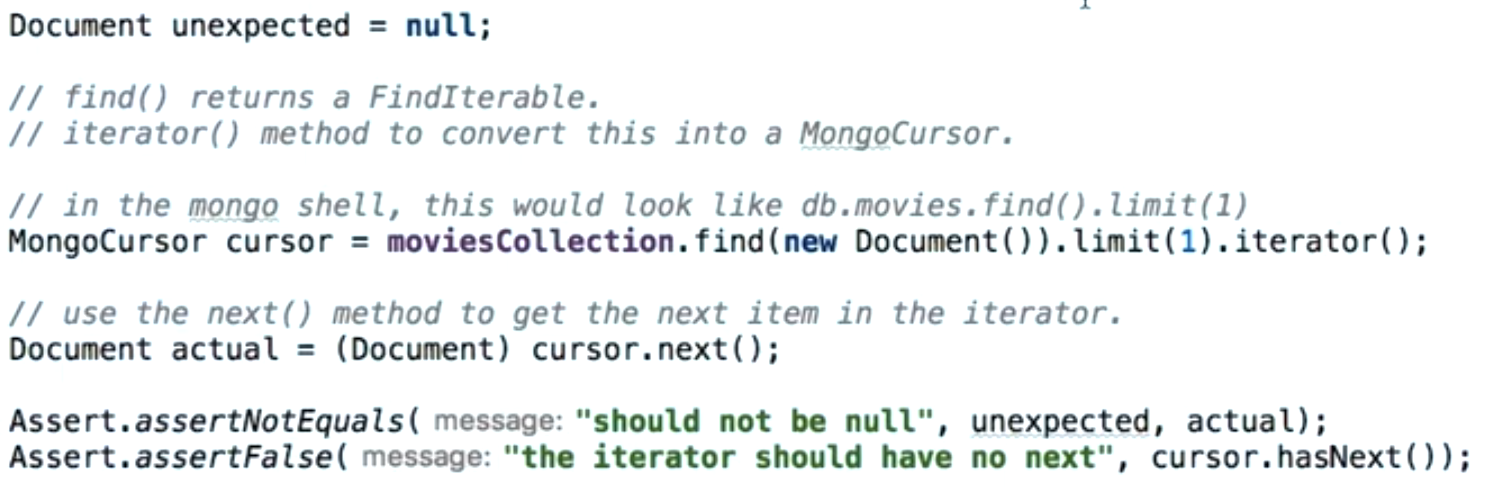 Document unexpected = null;
// find() returns a FindIterable.
// iterator() method to convert this into a MongoCursor.
// in the mongo shell, this would look like db.movies.find().limit(1)
MongoCursor cursor = moviesCollection.find(new Document()).limit(1).iterator();
// use the next() method to get the next item in the iterator.
Document actual = (Document) cursor.next();
Assert.assertNotEquals( message: "should not be null", unexpected, actual);
Assert.assertFalse( message: "the iterator should have no next", cursor.hasNext());